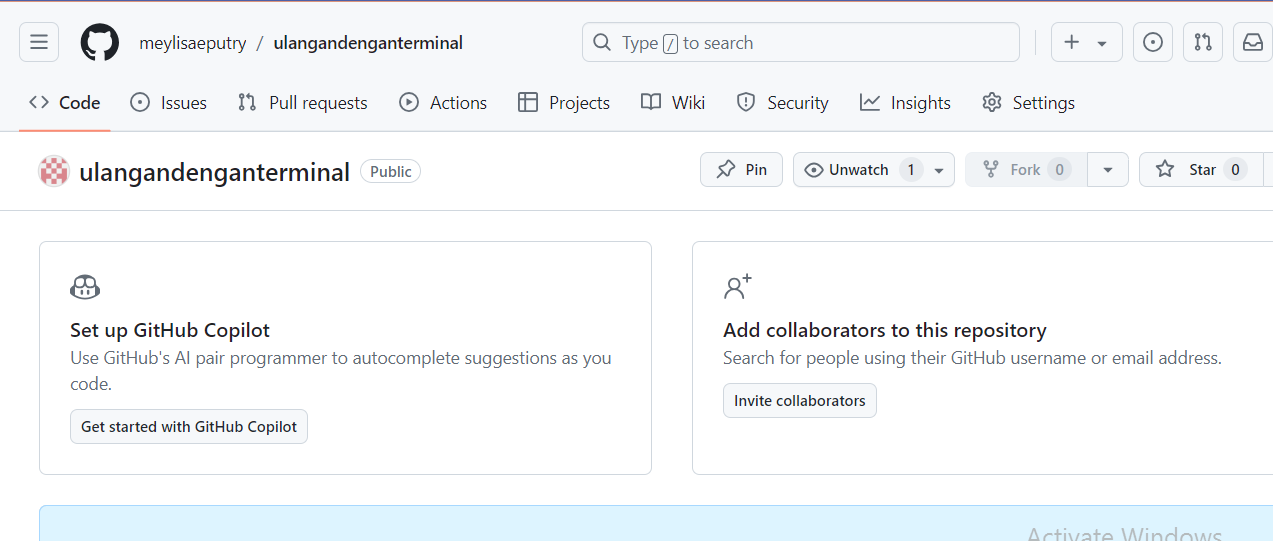 meylisaeputry / ulangandenganterminal
Type / to search
Code Issues Pull requests Actions Projects Wiki Security Insights Settings
ulangandenganterminal Public
Pin Unwatch 1 Fork 0 Star 0
Set up GitHub Copilot
Use GitHub's AI pair programmer to autocomplete suggestions as you
code.
Get started with GitHub Copilot
Add collaborators to this repository
Search for people using their GitHub username or email address.
Invite collaborators
Activate Windows